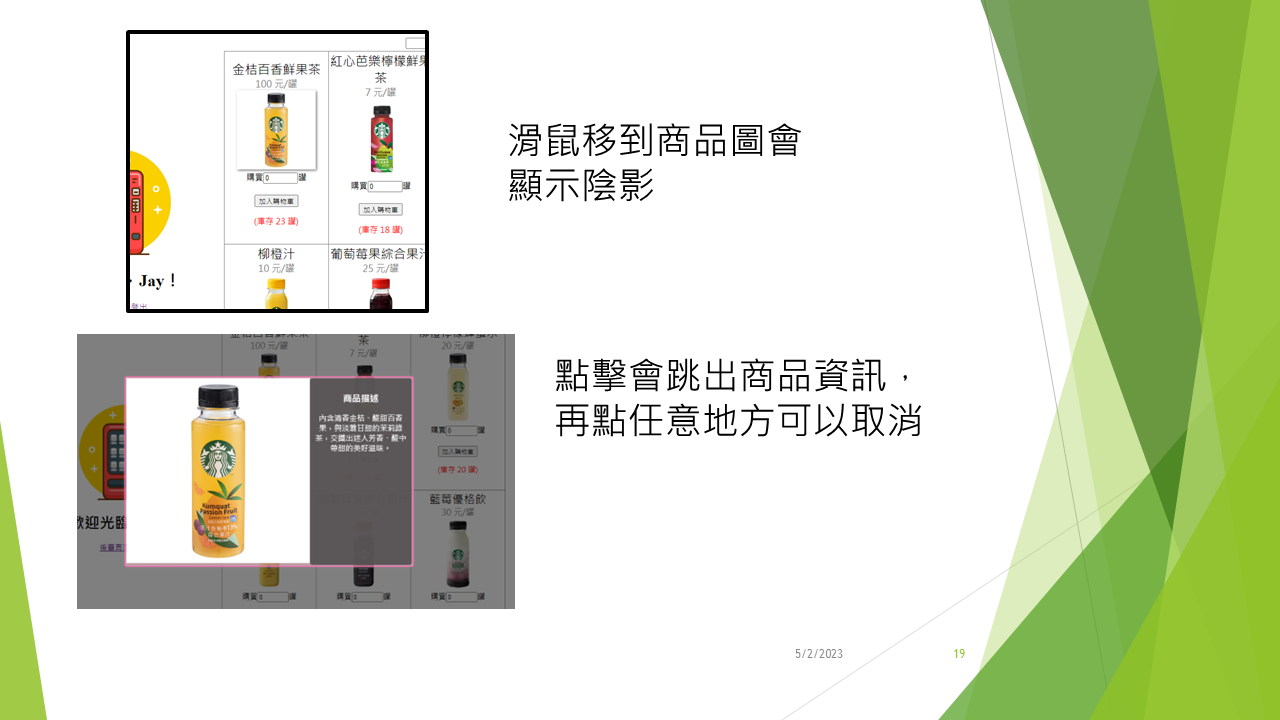 金桔百香鮮果茶
100 元/罐
購買0罐
加入購物車
(庫存 23 罐)
紅心芭樂檸檬鮮果
茶
7 元/罐
購買0罐
加入購物車
(庫存 18 罐)
柳橙汁
10 元/罐
葡萄莓果綜合果汁
25 元/罐
，Jay！
登出
滑鼠移到商品圖會
顯示陰影
100 元/罐
茶
7 元/罐
20 元/罐
購買0罐
加入購物車
(庫存 20 罐)
商品描述
內含清香金桔、酸甜百香
果，與淡雅甘甜的茉莉綠
茶，交織出迷人芳香、酸中
帶甜的美好滋味。
Kumquat
Passion Fruit
歡迎光臨
藍莓優格飲
30 元/罐
購買0罐
購買0罐
購買0罐
點擊會跳出商品資訊，
再點任意地方可以取消
5/2/2023
19